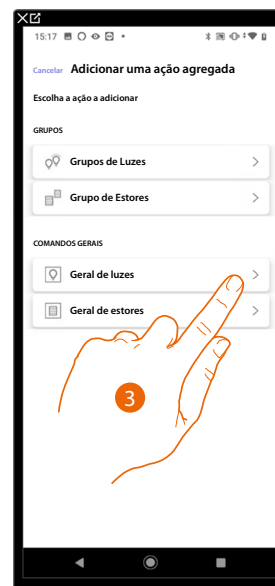 15:17
Cancelar Adicionar uma ação agregada
Escolha a ação a adicionar
GRUPOS
Grupos de Luzes
Grupo de Estores
COMANDOS GERAIS
Geral de luzes
Geral de estores
3